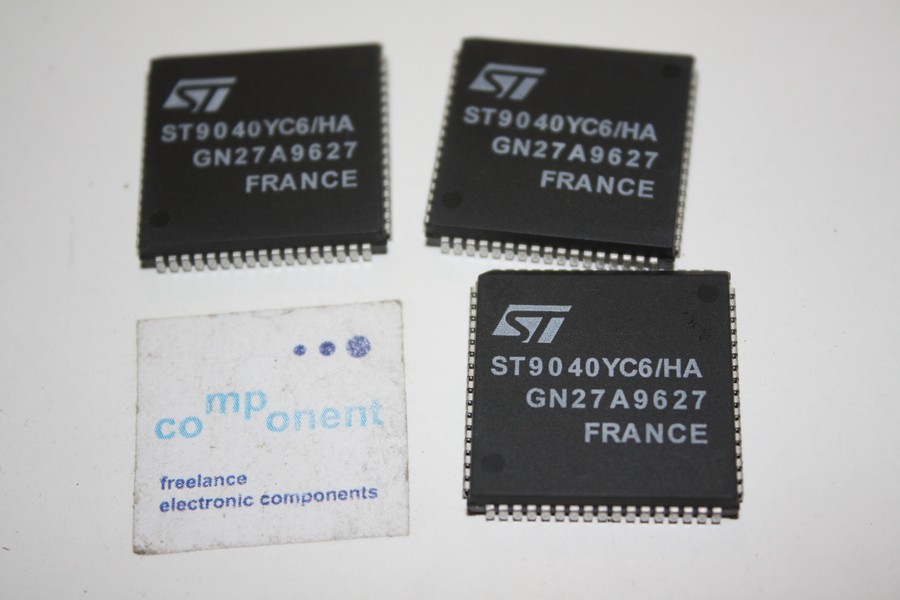 ST
ST9040YC6/HA
GN27A9627
FRANCE
ST
ST9040YC6/HA
GN27A9627
FRANCE
component
freelance
electronic components
ST
ST9040YC6/HA
GN27A9627
FRANCE